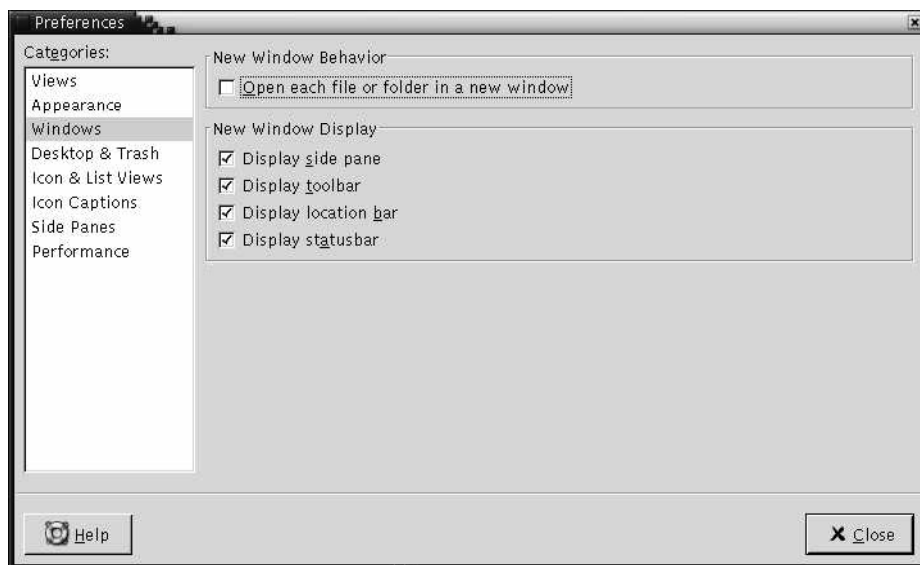 Preferences
Categories:
Views
Appearance
Windows
Desktop & Trash
Icon & List Views
Icon Captions
Side Panes
Performance
New Window Behavior
Open each file or folder in a new window
New Window Display
Display side pane
Display toolbar
Display location bar
Display statusbar
Help
Close